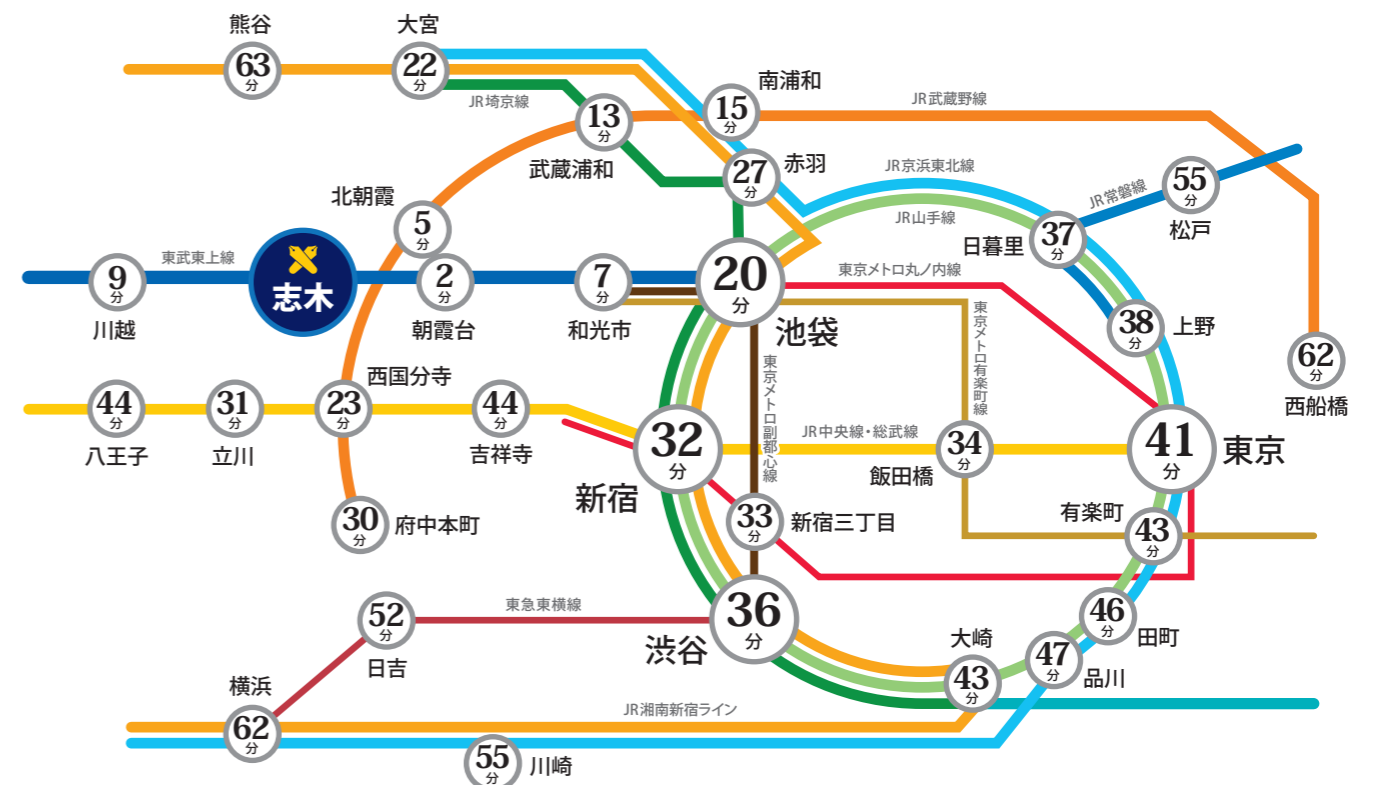 熊谷
63
分
大宮
22
分
JR埼京線
13
分
武蔵浦和
南浦和
15
分
JR武蔵野線
27
分
赤羽
JR京浜東北線
JR山手線
JR常磐線
55
分
松戸
日暮里
37
分
北朝霞
5
分
東武東上線
9
分
川越
志木
2
分
朝霞台
7
分
和光市
20
分
池袋
東京メトロ丸ノ内線
東京メトロ有楽町線
38
分
上野
62
分
西船橋
東京メトロ副都心線
44
分
八王子
31
分
立川
西国分寺
23
分
44
分
吉祥寺
32
分
新宿
JR中央線・総武線
34
分
飯田橋
41
分
東京
30
分
府中本町
33
分
新宿三丁目
有楽町
43
分
52
分
日吉
東急東横線
36
分
渋谷
46
分
田町
大崎
43
分
47
分
品川
横浜
62
分
JR湘南新宿ライン
55
分
川崎